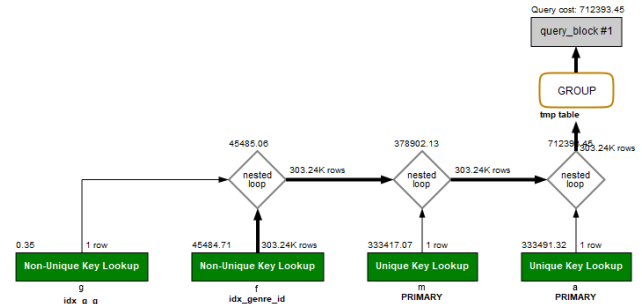 Query cost: 712393.45
query_block #1
GROUP
tmp table
45485.06
378902.13
712393.45
303.24K rows
nested
loop
303.24K rows
nested
loop
303.24K rows
nested
loop
0.35
1 row
45484.71
303.24K rows
333417.07
1 row
333491.32
1 row
Non-Unique Key Lookup
Non-Unique Key Lookup
Unique Key Lookup
Unique Key Lookup
g
f
m
a
idx_g_g
idx_genre_id
PRIMARY
PRIMARY